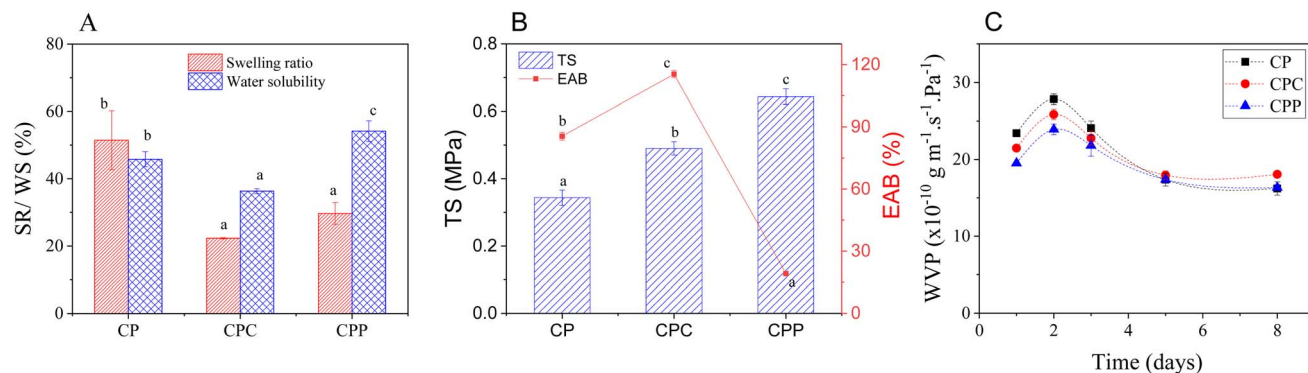 A
SR/ WS (%)
80
60
40
20
0
Swelling ratio
Water solubility
b
b
a
a
a
c
CP
CPC
CPP
B
TS (MPa)
0.8
0.6
0.4
0.2
0.0
TS
EAB
b
c
c
a
b
a
CP
CPC
CPP
120
90
60
30
0
EAB (%)
C
WVP (x10⁻¹⁰ g m⁻¹.s⁻¹.Pa⁻¹)
30
20
10
0
CP
CPC
CPP
0
2
4
6
8
Time (days)